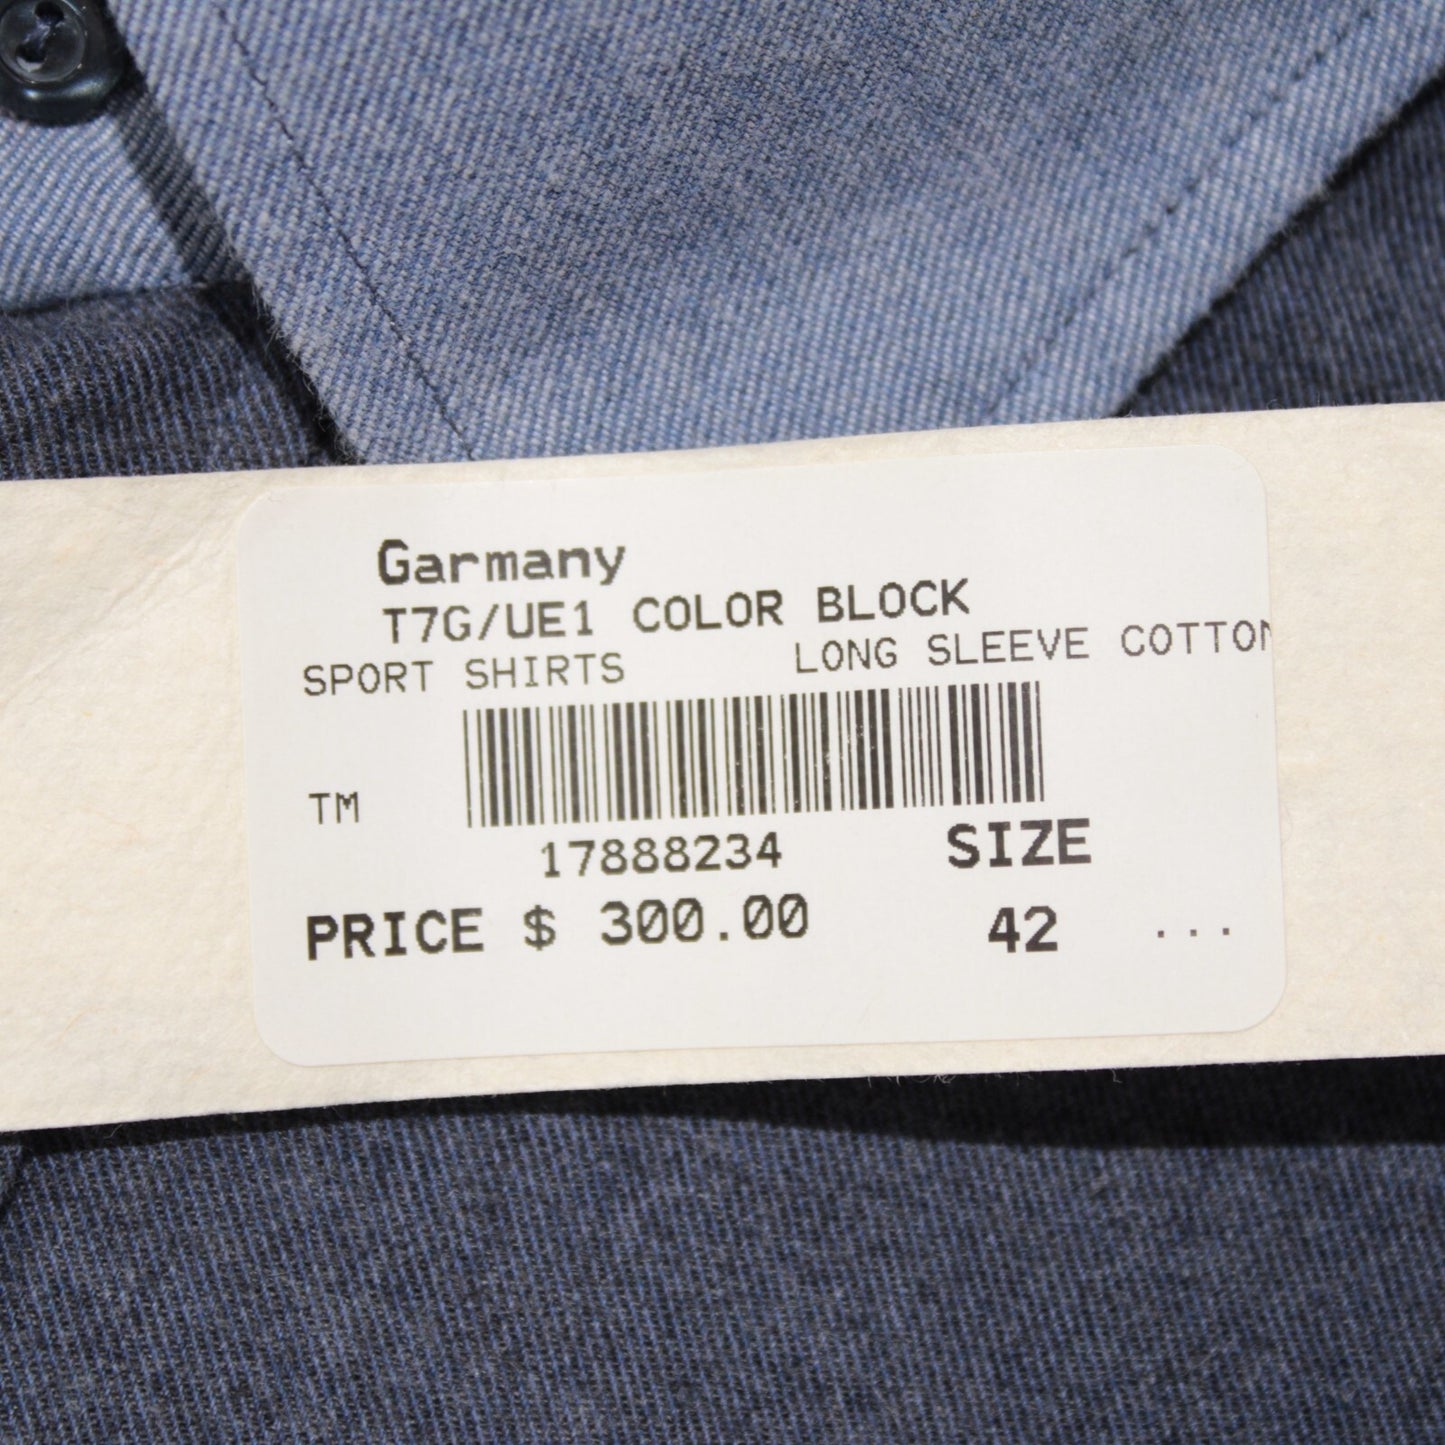 Garmany
T7G/UE1 COLOR BLOCK
SPORT SHIRTS LONG SLEEVE COTTON
TM
17888234 SIZE
PRICE $ 300.00 42 ...